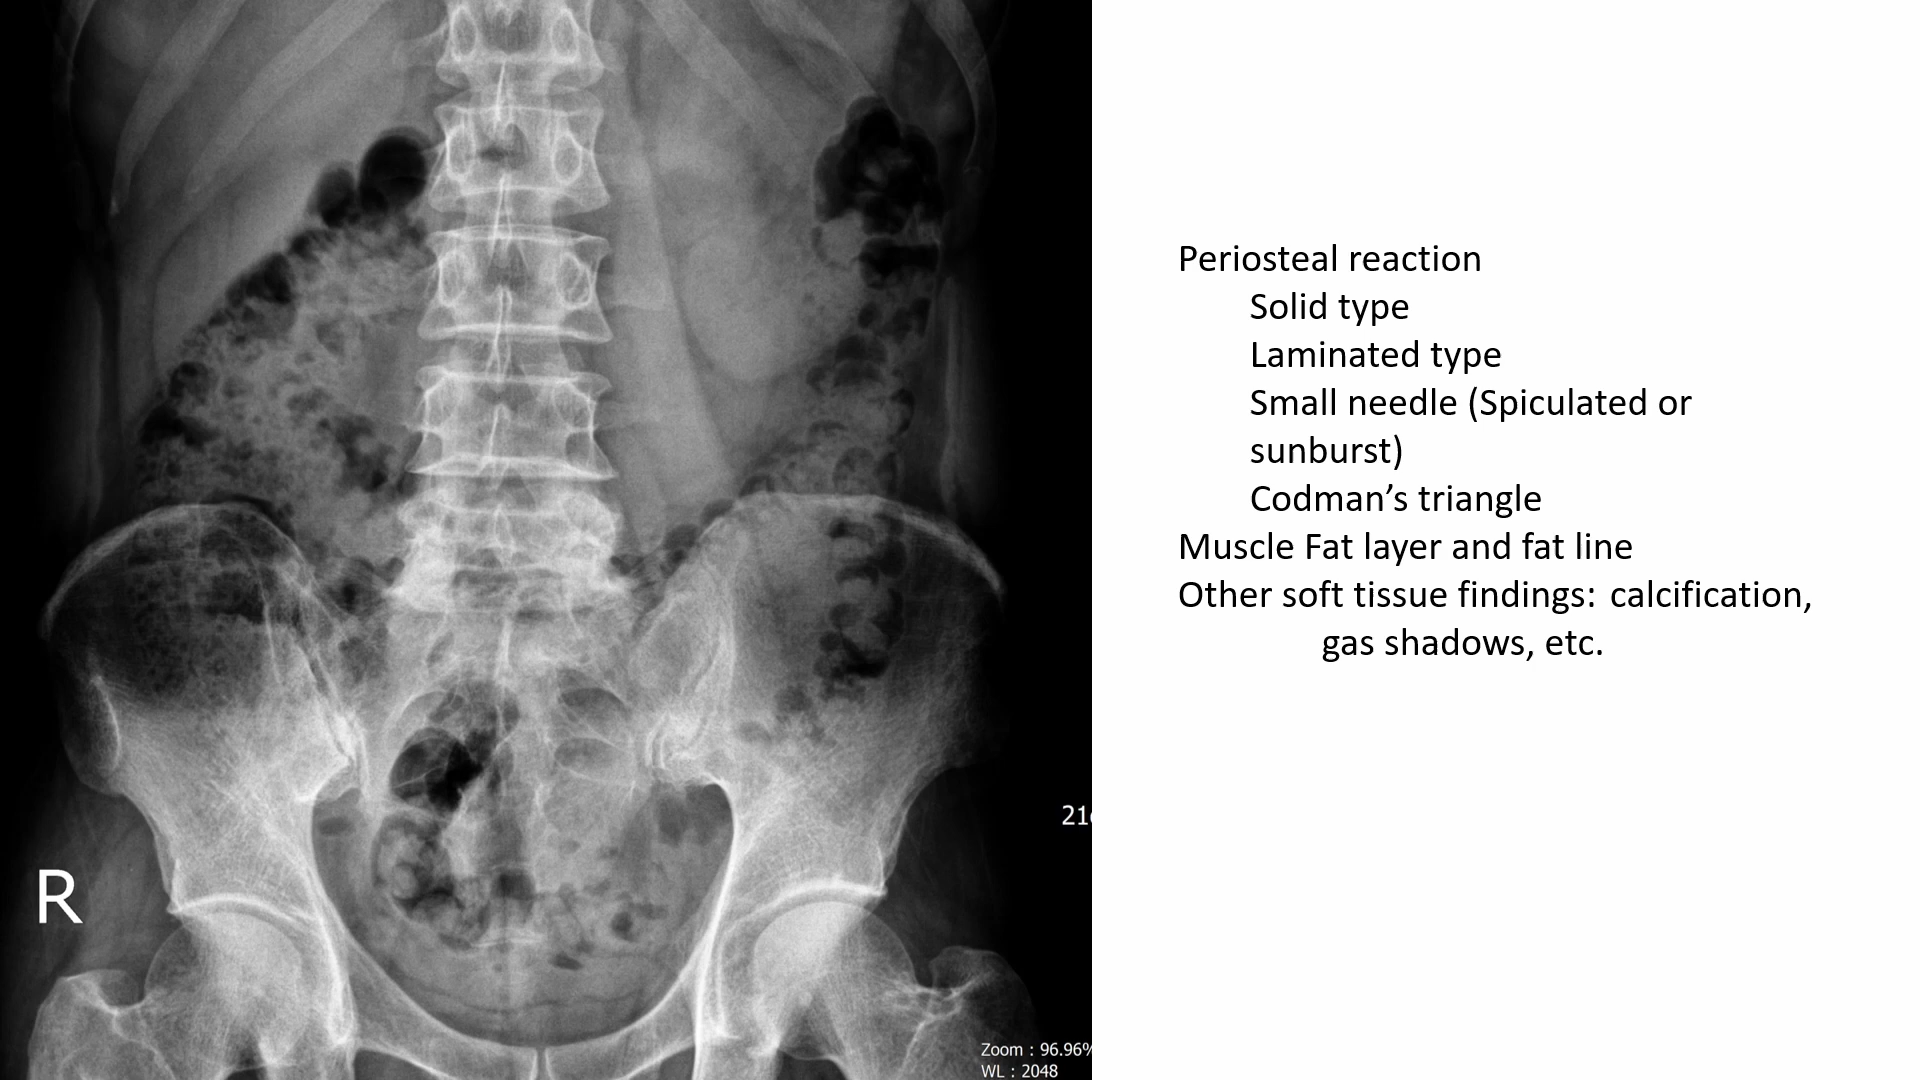 Periosteal reaction
Solid type
Laminated type
Small needle (Spiculated or
sunburst)
Codman’s triangle
Muscle Fat layer and fat line
Other soft tissue findings: calcification,
gas shadows, etc.
R
Zoom : 96.96%
WL : 2048